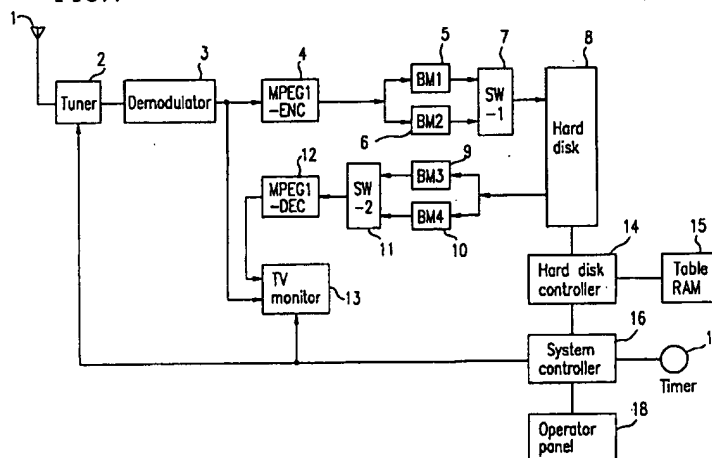 1
2
Tuner
3
Demodulator
4
MPEG1
-ENC
5
BM1
BM2
6
7
SW
-1
8
Hard
disk
9
BM3
BM4
10
SW
-2
11
12
MPEG1
-DEC
TV
monitor
13
14
Hard disk
controller
15
Table
RAM
16
System
controller
Timer
18
Operator
panel